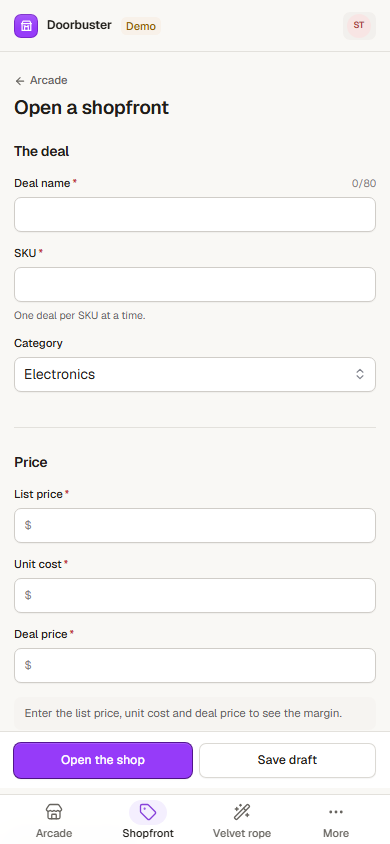 Doorbuster Demo ST
Arcade
Open a shopfront
The deal
Deal name * 0/80
SKU *
One deal per SKU at a time.
Category
Electronics
Price
List price *
$
Unit cost *
$
Deal price *
$
Enter the list price, unit cost and deal price to see the margin.
Open the shop Save draft
Arcade Shopfront Velvet rope More